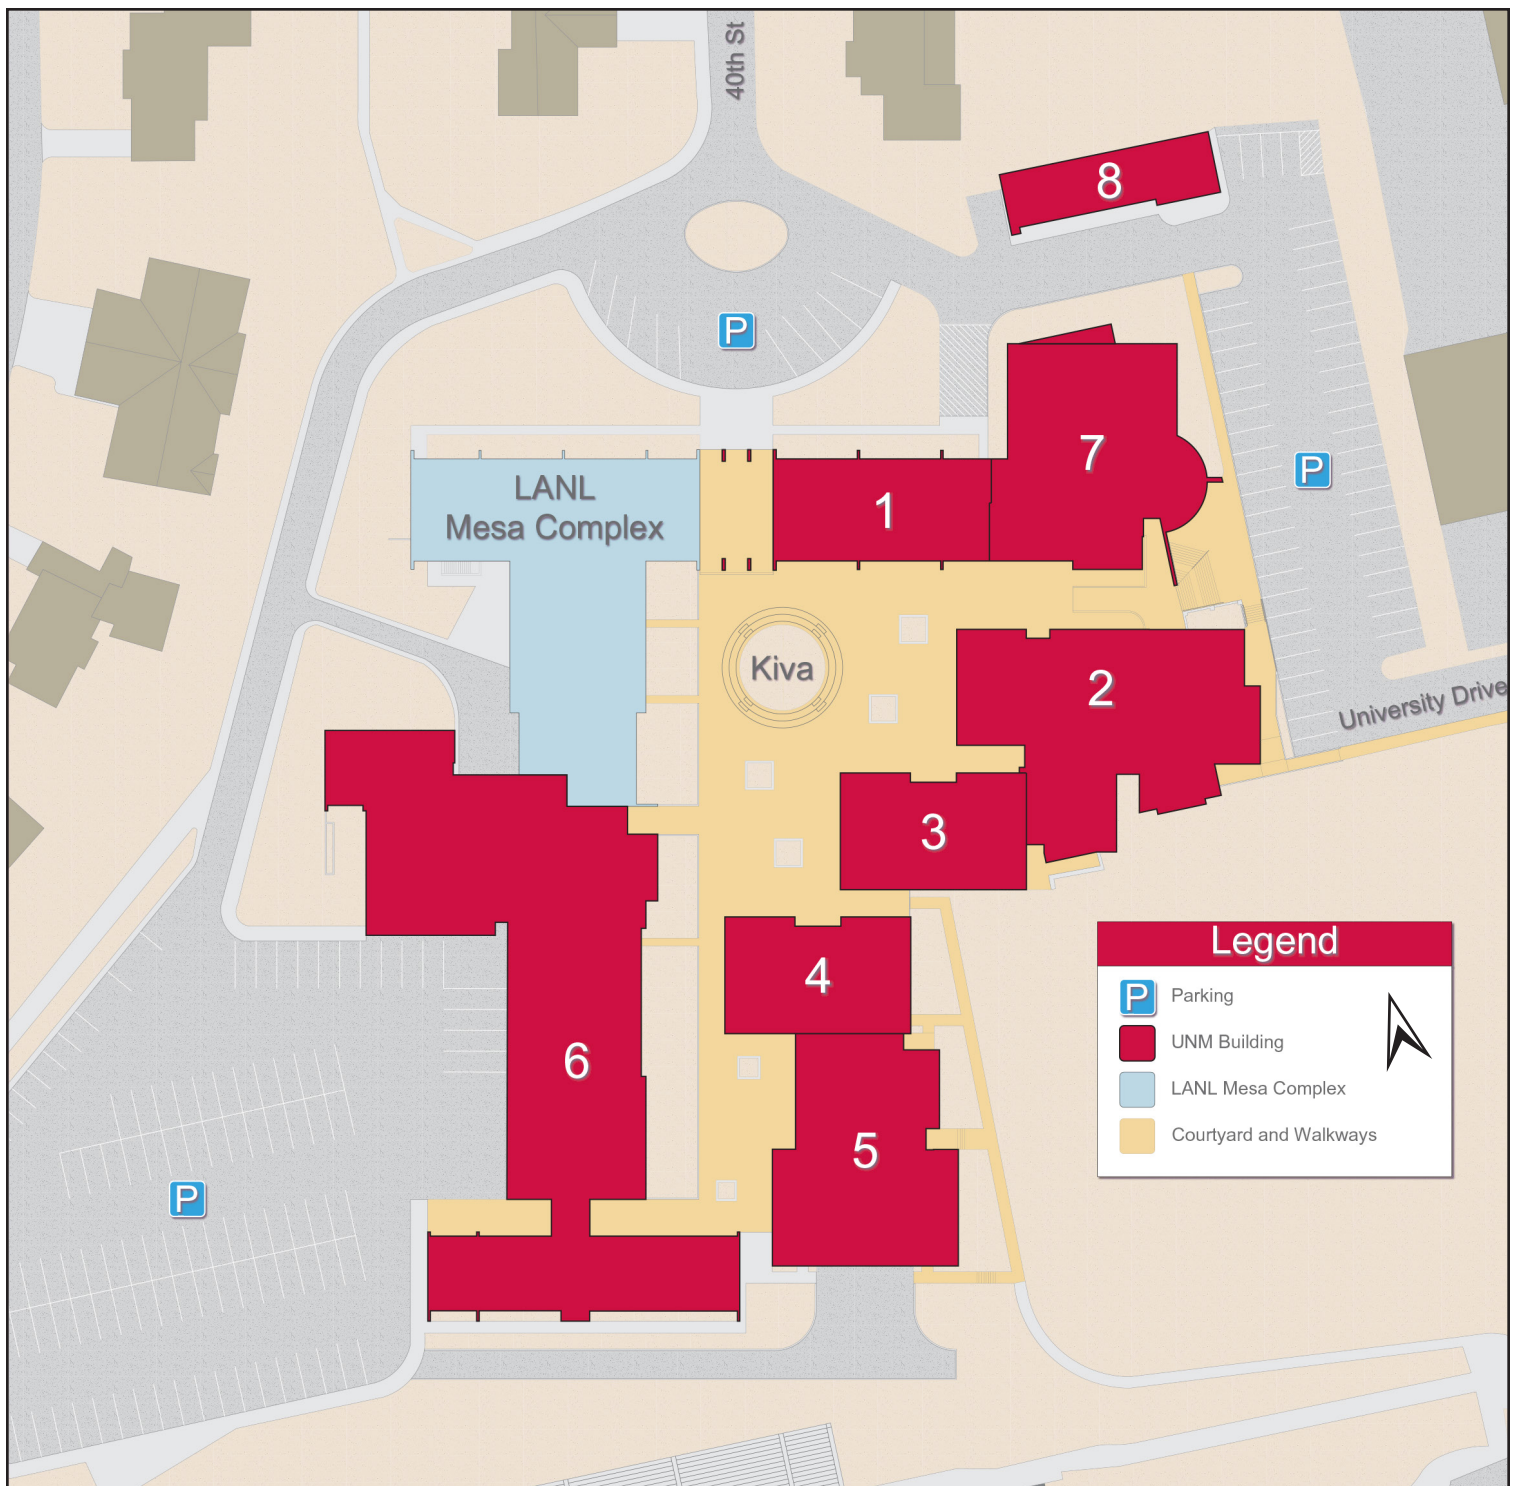 40th St
8
P
7
P
LANL
Mesa Complex
1
Kiva
2
University Drive
3
4
Legend
P Parking
UNM Building
LANL Mesa Complex
Courtyard and Walkways
6
5
P